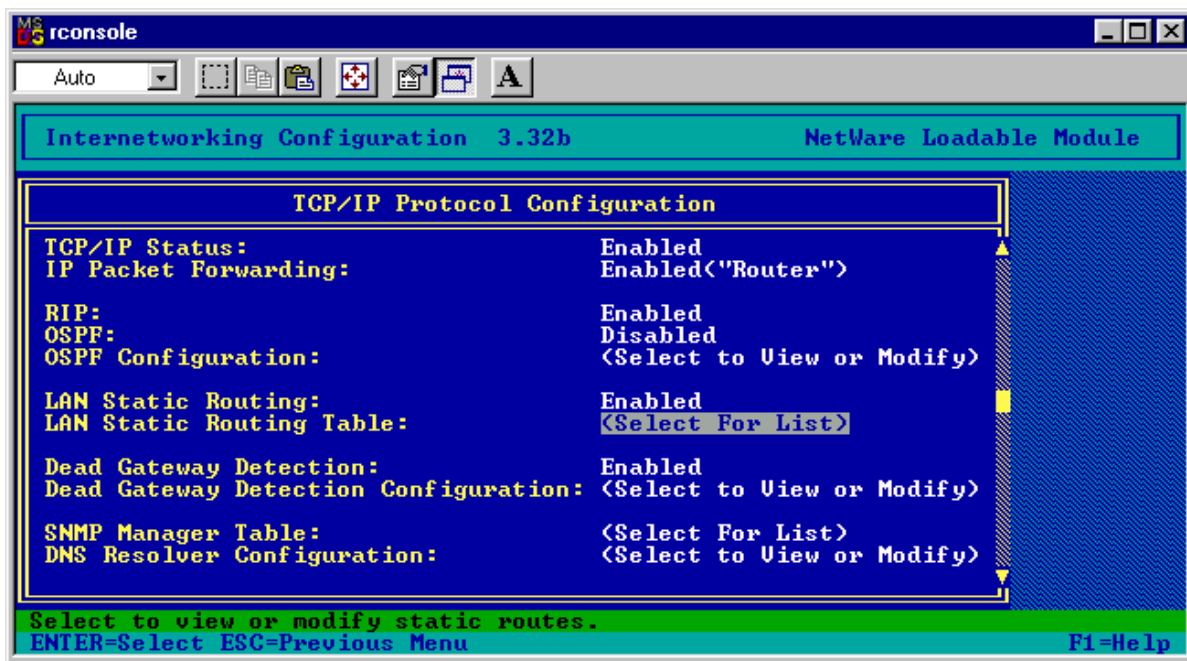 rconsole
Auto
A
Internetworking Configuration 3.32b NetWare Loadable Module
TCP/IP Protocol Configuration
TCP/IP Status: Enabled
IP Packet Forwarding: Enabled("Router")
RIP: Enabled
OSPF: Disabled
OSPF Configuration: (Select to View or Modify)
LAN Static Routing: Enabled
LAN Static Routing Table: (Select For List)
Dead Gateway Detection: Enabled
Dead Gateway Detection Configuration: (Select to View or Modify)
SNMP Manager Table: (Select For List)
DNS Resolver Configuration: (Select to View or Modify)
Select to view or modify static routes.
ENTER=Select ESC=Previous Menu F1=Help